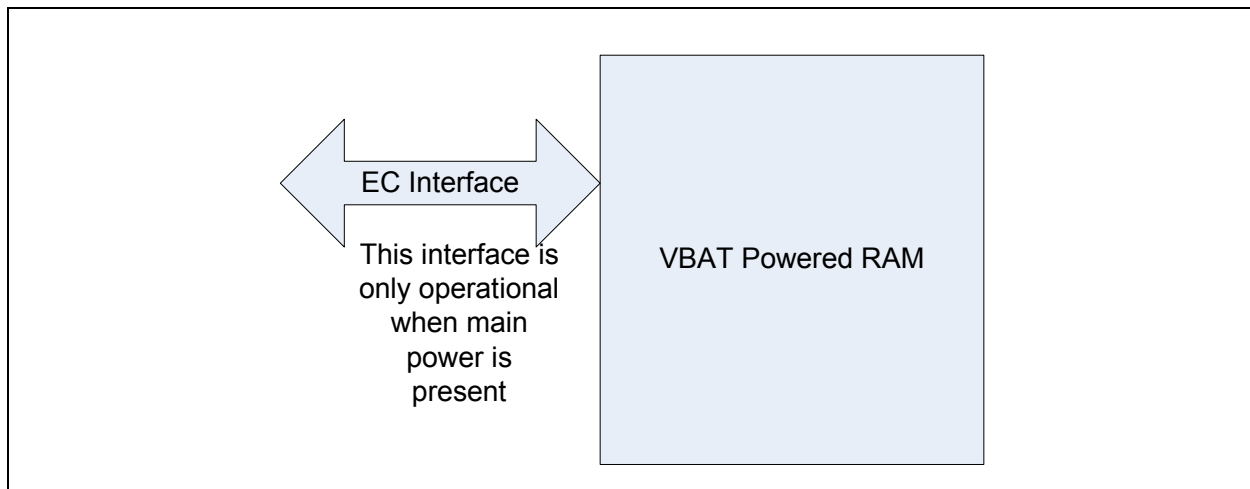 EC Interface
This interface is
only operational
when main
power is
present
VBAT Powered RAM